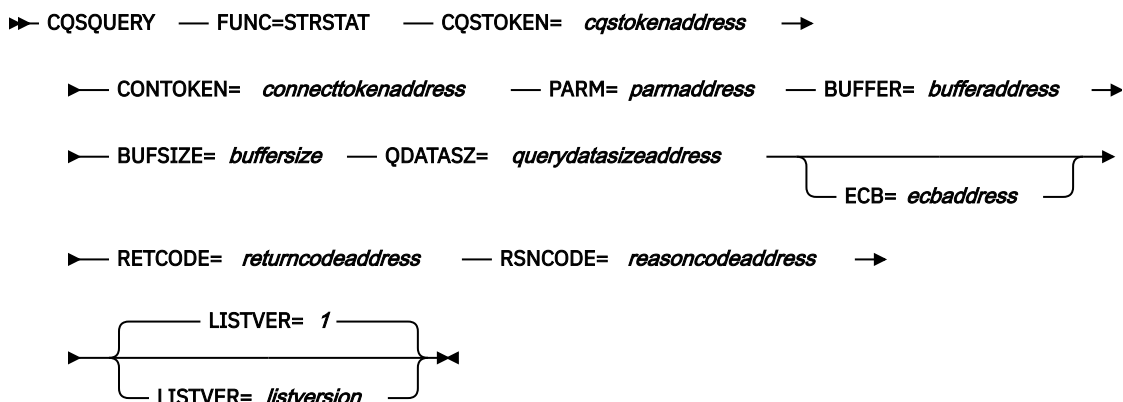 CQSQUERY FUNC=STRSTAT CQSTOKEN= cqstokenaddress
CONTOKEN= connecttokenaddress PARM= parmaddress BUFFER= bufferaddress
BUFSIZE= buffersize QDATASZ= querydatasizeaddress
ECB= ecbaddress
RETCODE= returncodeaddress RSNCODE= reasoncodeaddress
LISTVER= 1
LISTVER= listversion